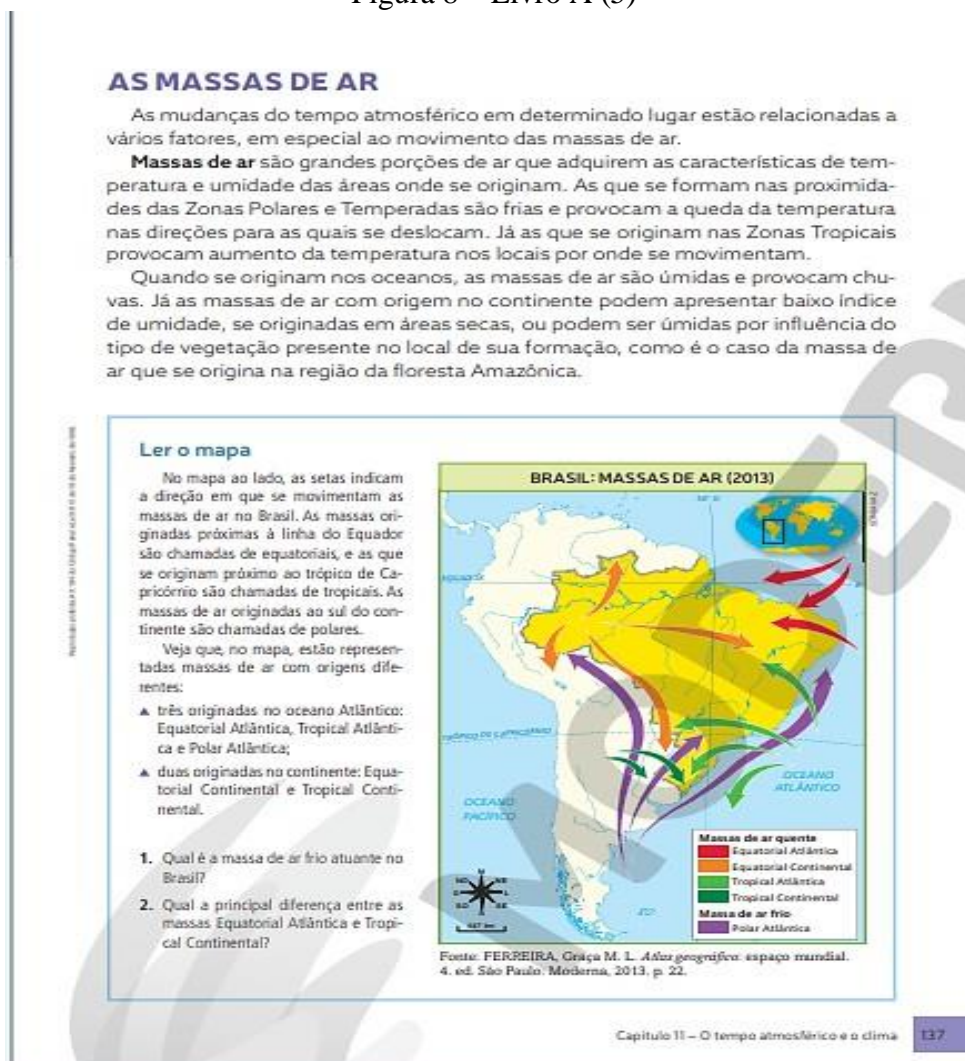 Figura 8 – Livro A (3)
AS MASSAS DE AR
As mudanças do tempo atmosférico em determinado lugar estão relacionadas a
vários fatores, em especial ao movimento das massas de ar.
Massas de ar são grandes porções de ar que adquirem as características de tem-
peratura e umidade das áreas onde se originam. As que se formam nas proximida-
des das Zonas Polares e Temperadas são frias e provocam a queda da temperatura
nas direções para as quais se deslocam. Já as que se originam nas Zonas Tropicais
provocam aumento da temperatura nos locais por onde se movimentam.
Quando se originam nos oceanos, as massas de ar são úmidas e provocam chu-
vas. Já as massas de ar com origem no continente podem apresentar baixo índice
de umidade, se originadas em áreas secas, ou podem ser úmidas por influência do
tipo de vegetação presente no local de sua formação, como é o caso da massa de
ar que se origina na região da floresta Amazônica.
Ler o mapa
No mapa ao lado, as setas indicam
a direção em que se movimentam as
massas de ar no Brasil. As massas ori-
ginadas próximas à linha do Equador
são chamadas de equatoriais, e as que
se originam próximo ao trópico de Ca-
pricórnio são chamadas de tropicais. As
massas de ar originadas ao sul do con-
tinente são chamadas de polares.
Veja que, no mapa, estão represen-
tadas massas de ar com origens dife-
rentes:
▲ três originadas no oceano Atlântico:
Equatorial Atlântica, Tropical Atlânti-
ca e Polar Atlântica;
▲ duas originadas no continente: Equa-
torial Continental e Tropical Conti-
nental.
1. Qual é a massa de ar frio atuante no
Brasil?
2. Qual a principal diferença entre as
massas Equatorial Atlântica e Tropi-
cal Continental?
BRASIL: MASSAS DE AR (2013)
EQUADOR
TRÓPICO DE CAPRICÓRNIO
OCEANO
PACÍFICO
OCEANO
ATLÂNTICO
NO
N
NE
O
L
SO
S
SE
Massas de ar quente
Equatorial Atlântica
Equatorial Continental
Tropical Atlântica
Tropical Continental
Massa de ar frio
Polar Atlântica
Fonte: FERREIRA, Graça M. L. Atlas geográfico: espaço mundial.
4. ed. São Paulo: Moderna, 2013. p. 22.
Capítulo 11 – O tempo atmosférico e o clima 137